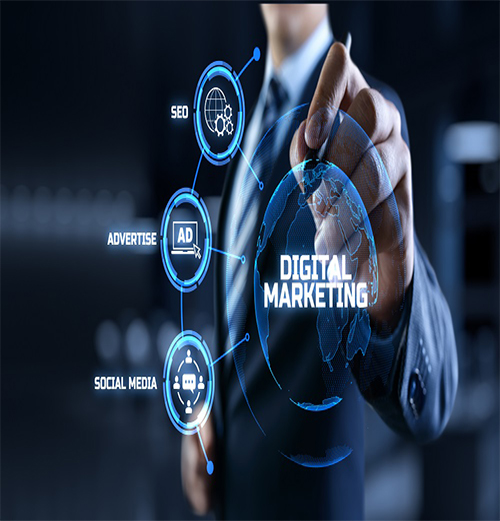 SEO
ADVERTISE
AD
DIGITAL
MARKETING
SOCIAL MEDIA